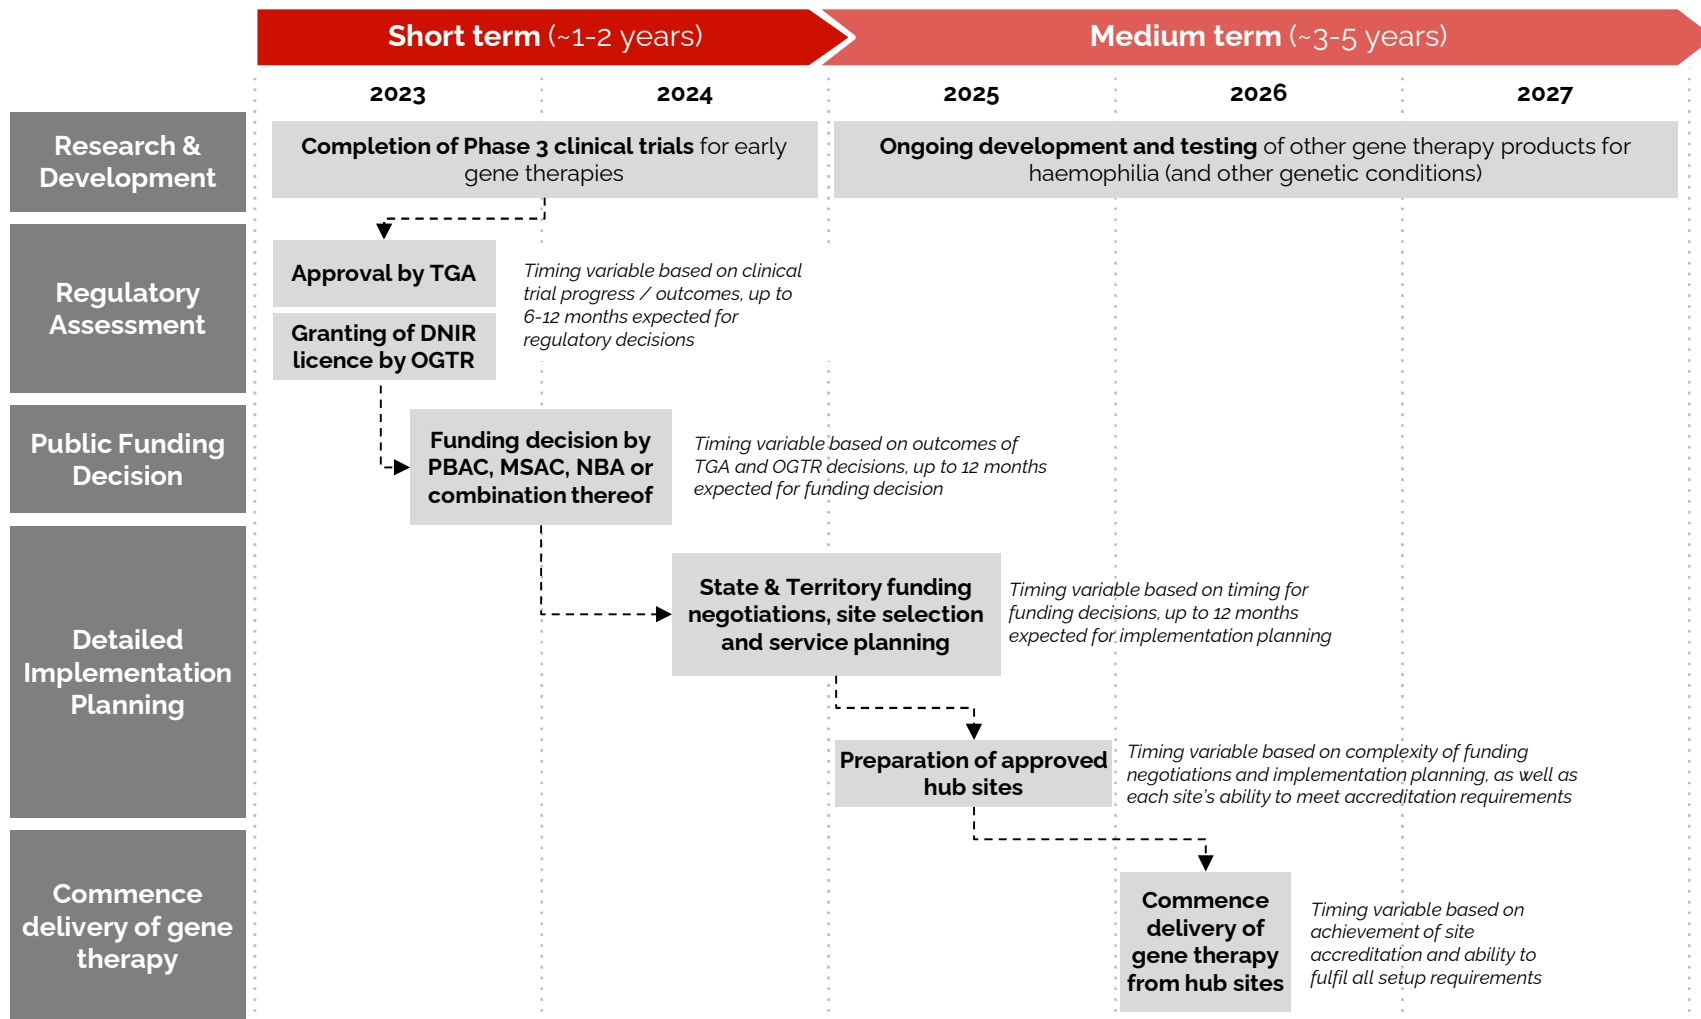 Short term (~1-2 years)
Medium term (~3-5 years)
2023
2024
2025
2026
2027
Research &
Development
Completion of Phase 3 clinical trials for early
gene therapies
Ongoing development and testing of other gene therapy products for
haemophilia (and other genetic conditions)
Regulatory
Assessment
Approval by TGA
Granting of DNIR
licence by OGTR
Timing variable based on clinical
trial progress / outcomes, up to
6-12 months expected for
regulatory decisions
Public Funding
Decision
Funding decision by
PBAC, MSAC, NBA or
combination thereof
Timing variable based on outcomes of
TGA and OGTR decisions, up to 12 months
expected for funding decision
Detailed
Implementation
Planning
State & Territory funding
negotiations, site selection
and service planning
Timing variable based on timing for
funding decisions, up to 12 months
expected for implementation planning
Preparation of approved
hub sites
Timing variable based on complexity of funding
negotiations and implementation planning, as well as
each site's ability to meet accreditation requirements
Commence
delivery of gene
therapy
Commence
delivery of
gene therapy
from hub sites
Timing variable based on
achievement of site
accreditation and ability to
fulfil all setup requirements